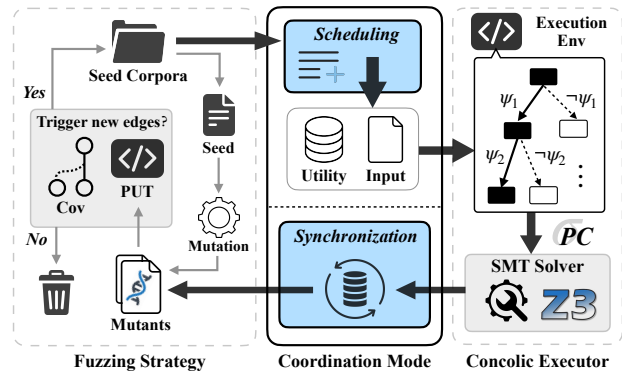 Yes
Seed Corpora
Trigger new edges?
Cov
PUT
No
Seed
Mutation
Mutants
Fuzzing Strategy
Scheduling
Utility
Input
Synchronization
Coordination Mode
Execution
Env
ψ₁
¬ψ₁
ψ₂
¬ψ₂
PC
SMT Solver
Z3
Concolic Executor